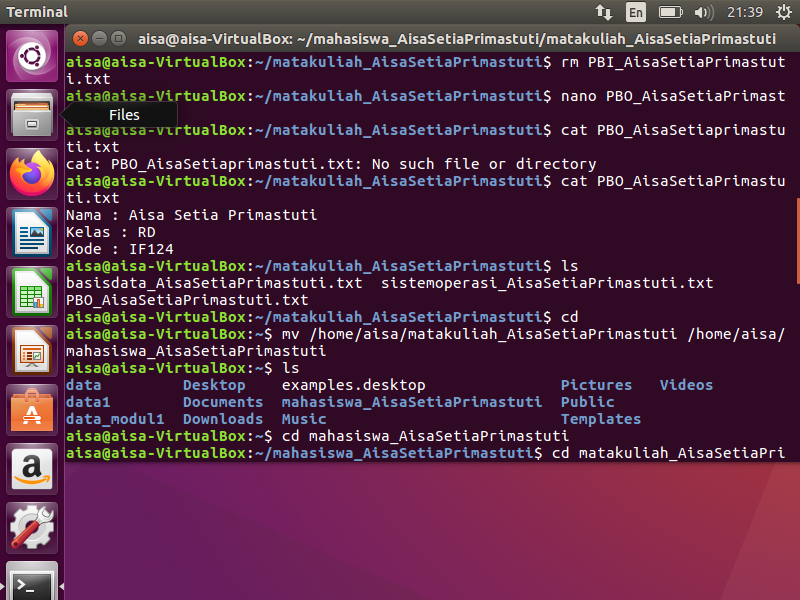 Terminal
En
21:39
aisa@aisa-VirtualBox: ~/mahasiswa_AisaSetiaPrimastuti/matakuliah_AisaSetiaPrimastuti
aisa@aisa-VirtualBox:~/matakuliah_AisaSetiaPrimastuti$ rm PBI_AisaSetiaPrimastut
i.txt
aisa@aisa-VirtualBox:~/matakuliah_AisaSetiaPrimastuti$ nano PBO_AisaSetiaPrimast
Files
aisa@aisa-VirtualBox:~/matakuliah_AisaSetiaPrimastuti$ cat PBO_AisaSetiaprimastu
ti.txt
cat: PBO_AisaSetiaprimastuti.txt: No such file or directory
aisa@aisa-VirtualBox:~/matakuliah_AisaSetiaPrimastuti$ cat PBO_AisaSetiaPrimastu
ti.txt
Nama : Aisa Setia Primastuti
Kelas : RD
Kode : IF124
aisa@aisa-VirtualBox:~/matakuliah_AisaSetiaPrimastuti$ ls
basisdata_AisaSetiaPrimastuti.txt  sistemoperasi_AisaSetiaPrimastuti.txt
PBO_AisaSetiaPrimastuti.txt
aisa@aisa-VirtualBox:~/matakuliah_AisaSetiaPrimastuti$ cd
aisa@aisa-VirtualBox:~$ mv /home/aisa/matakuliah_AisaSetiaPrimastuti /home/aisa/
mahasiswa_AisaSetiaPrimastuti
aisa@aisa-VirtualBox:~$ ls
data         Desktop    examples.desktop               Pictures   Videos
data1        Documents  mahasiswa_AisaSetiaPrimastuti  Public
data_modul1  Downloads  Music                          Templates
aisa@aisa-VirtualBox:~$ cd mahasiswa_AisaSetiaPrimastuti
aisa@aisa-VirtualBox:~/mahasiswa_AisaSetiaPrimastuti$ cd matakuliah_AisaSetiaPri